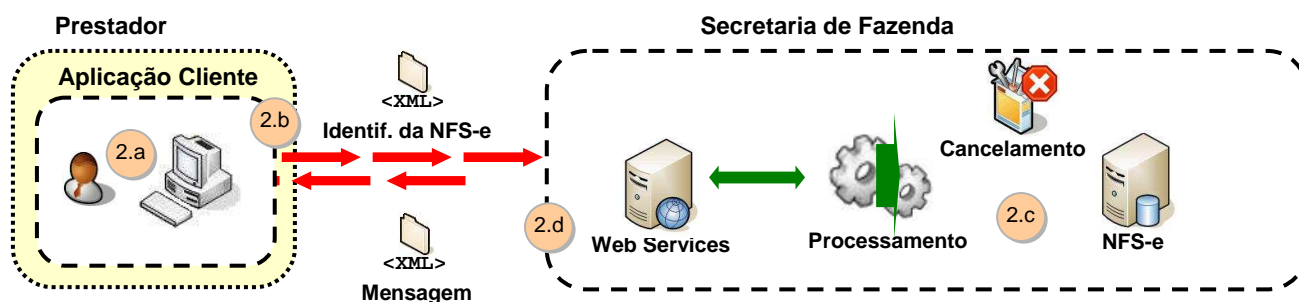 Prestador
Secretaria de Fazenda
Aplicação Cliente
2.a
2.b
<XML>
Identif. da NFS-e
Cancelamento
2.d
Web Services
Processamento
2.c
NFS-e
<XML>
Mensagem